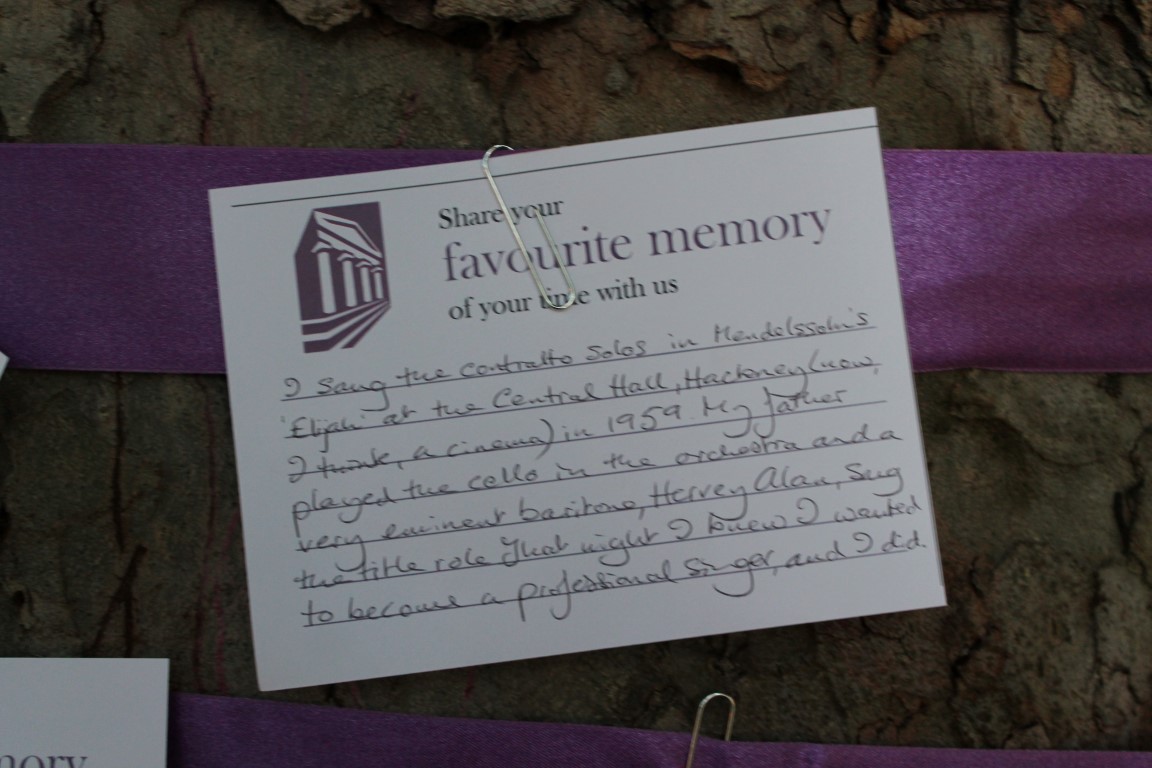 Share your
favourite memory
of your time with us
I sang the contralto solos in Mendelssohn's
'Elijah' at the Central Hall, Hackney (now,
I think, a cinema) in 1959. My father
played the cello in the orchestra and a
very eminent baritone, Hervey Alan, sung
the title role. That night I knew I wanted
to become a professional singer, and I did.
mory